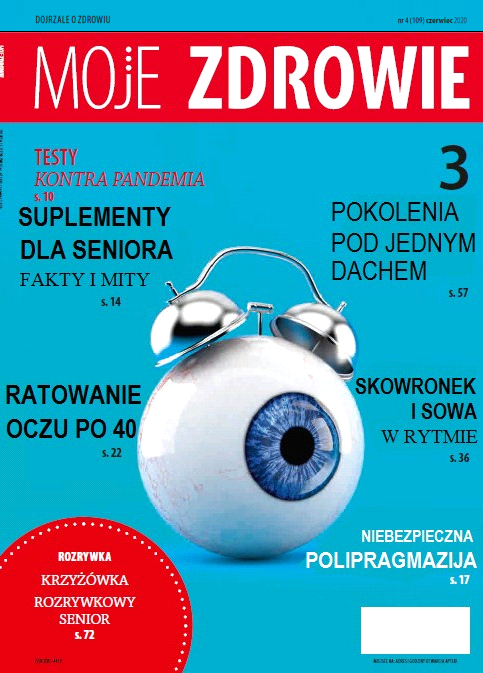 DOJRZALE O ZDROWIU
nr 4 (109) czerwiec 2020
MOJE ZDROWIE
TESTY
KONTRA PANDEMIA
s. 10
SUPLEMENTY
DLA SENIORA
FAKTY I MITY
s. 14
3
POKOLENIA
POD JEDNYM
DACHEM
s. 57
RATOWANIE
OCZU PO 40
s. 22
SKOWRONEK
I SOWA
W RYTMIE
s. 36
NIEBEZPIECZNA
POLIPRAGMAZIJA
s. 17
ROZRYWKA
KRZYŻÓWKA
ROZRYWKOWY
SENIOR
s. 72